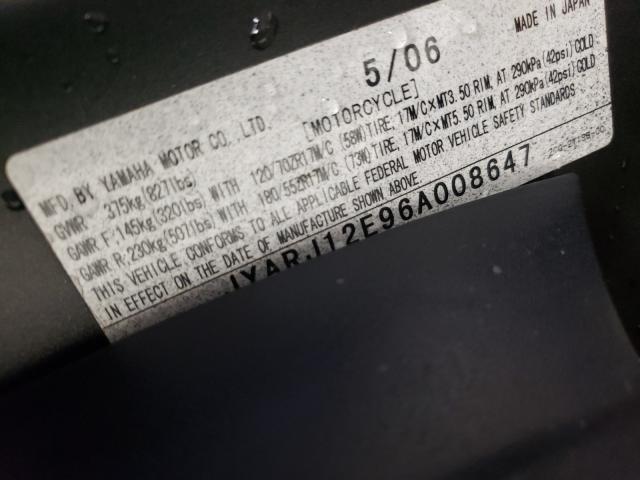 MFD. BY YAMAHA MOTOR CO., LTD. 5/06 MADE IN JAPAN
GVWR 375kg(827lbs) [MOTORCYCLE]
GAWR F:145kg(320lbs) WITH 120/70ZR17M/C (58W)TIRE, 17M/C×MT3.50 RIM, AT 290kPa(42psi)COLD
GAWR R:230kg(507lbs) WITH 180/55ZR17M/C (73W)TIRE, 17M/C×MT5.50 RIM, AT 290kPa(42psi)COLD
THIS VEHICLE CONFORMS TO ALL APPLICABLE FEDERAL MOTOR VEHICLE SAFETY STANDARDS
IN EFFECT ON THE DATE OF MANUFACTURE SHOWN ABOVE.
JYARJ12E96A008647